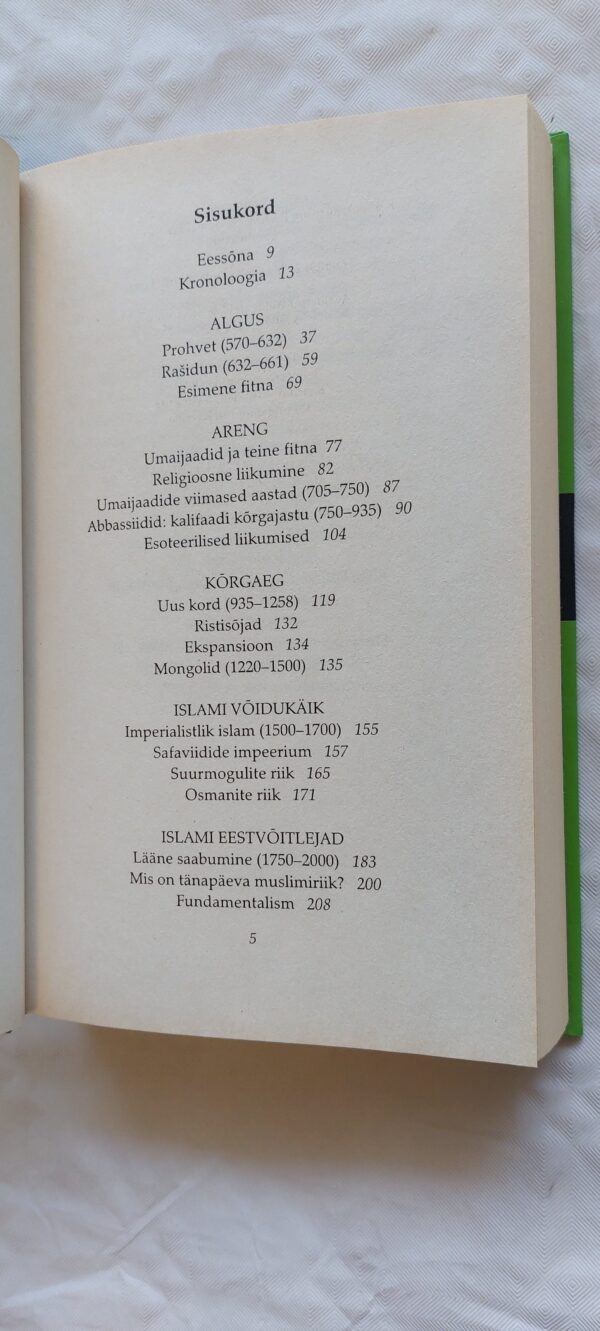 Sisukord
Eessõna 9
Kronoloogia 13
ALGUS
Prohvet (570–632) 37
Rašidun (632–661) 59
Esimene fitna 69
ARENG
Umaijaadid ja teine fitna 77
Religioosne liikumine 82
Umaijaadide viimased aastad (705–750) 87
Abbassiidid: kalifaadi kõrgajastu (750–935) 90
Esoteerilised liikumised 104
KÕRGAEG
Uus kord (935–1258) 119
Ristisõjad 132
Ekspansioon 134
Mongolid (1220–1500) 135
ISLAMI VÕIDUKÄIK
Imperialistlik islam (1500–1700) 155
Safaviidide impeerium 157
Suurmogulite riik 165
Osmanite riik 171
ISLAMI EESTVÕITLEJAD
Lääne saabumine (1750–2000) 183
Mis on tänapäeva muslimiriik? 200
Fundamentalism 208
5